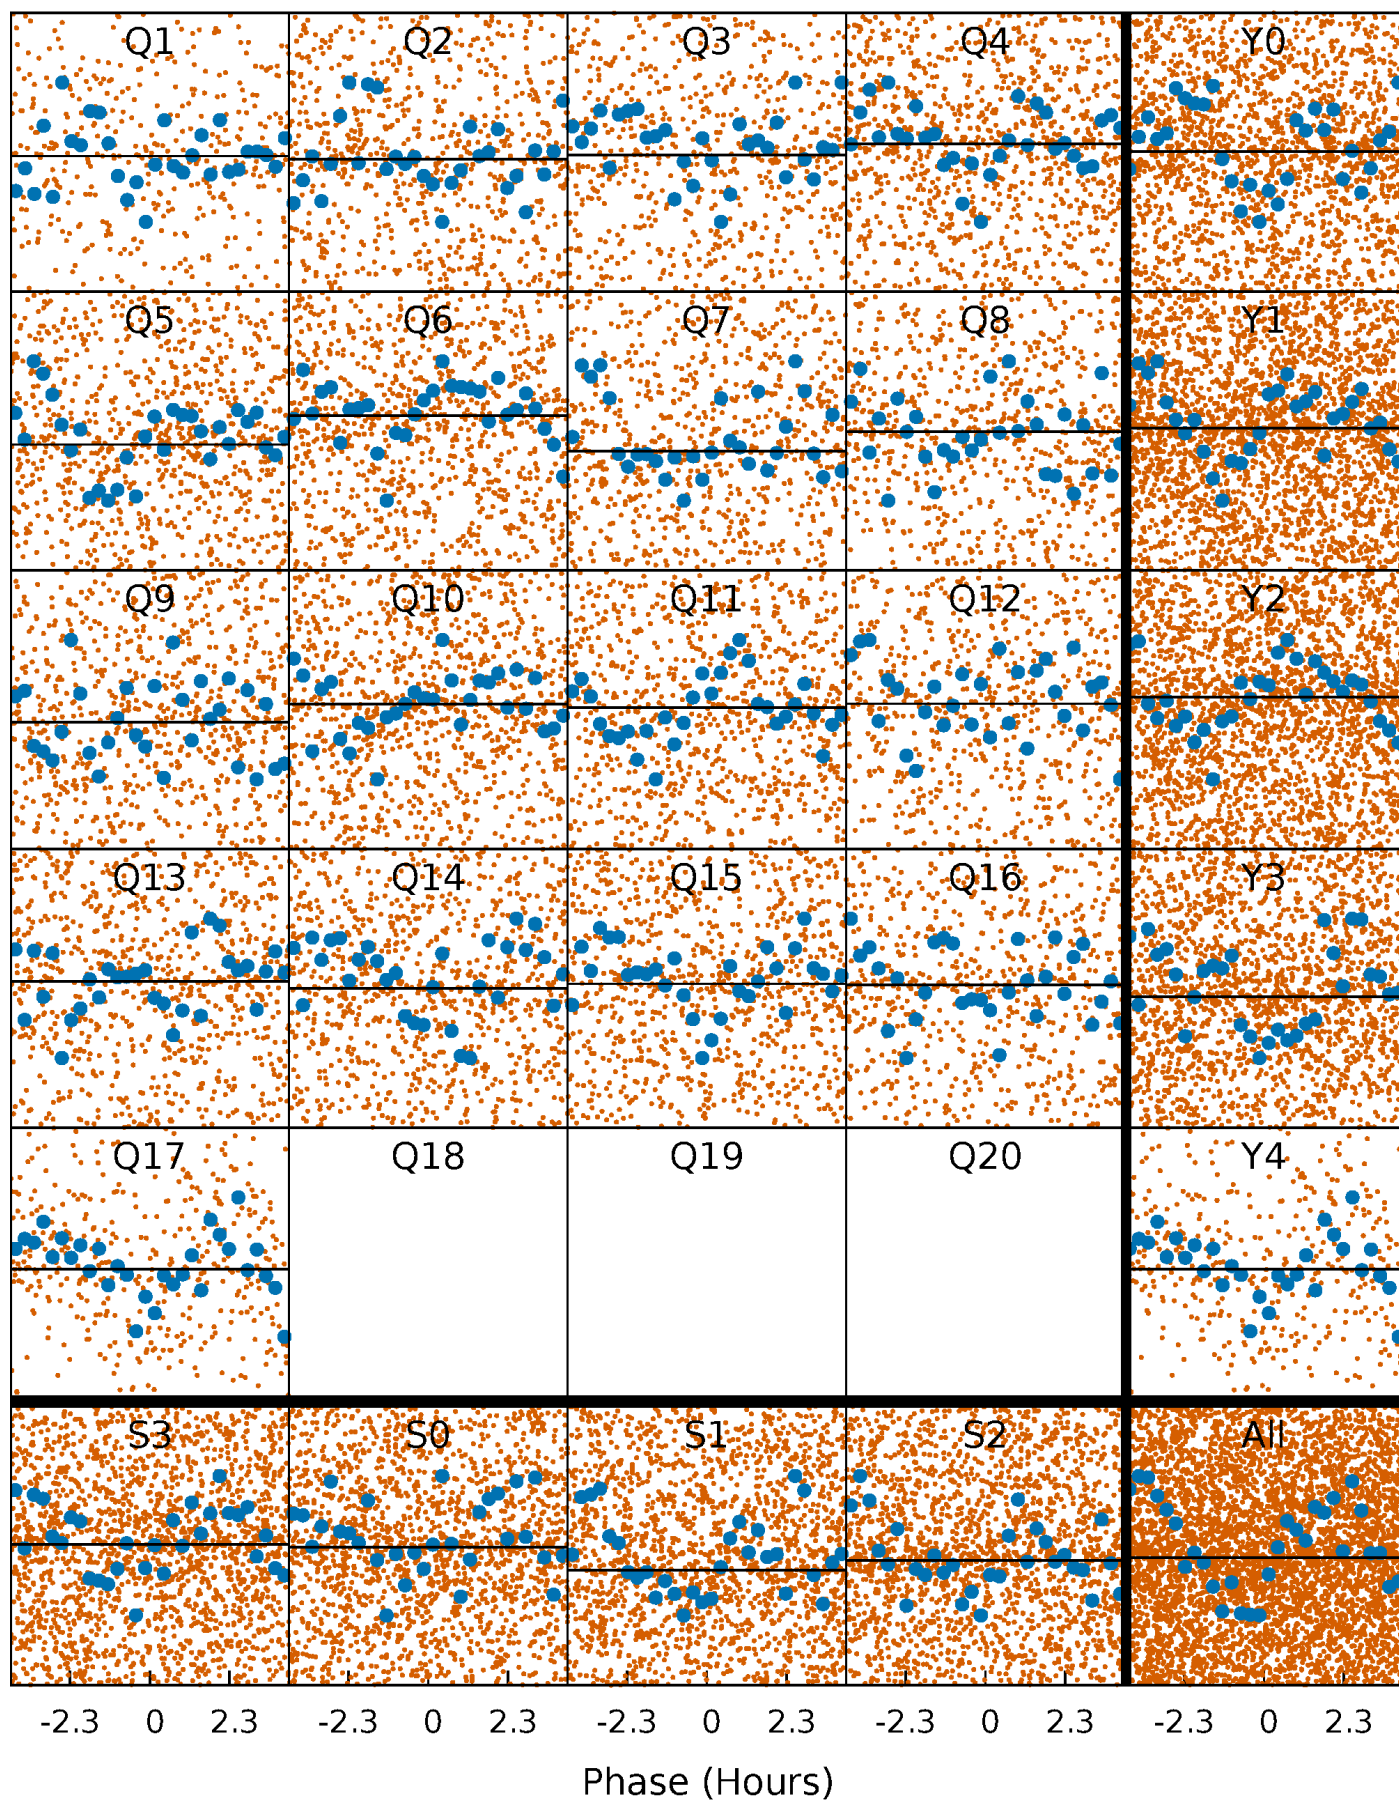 Q1 Q2 Q3 Q4 Y0
Q5 Q6 Q7 Q8 Y1
Q9 Q10 Q11 Q12 Y2
Q13 Q14 Q15 Q16 Y3
Q17 Q18 Q19 Q20 Y4
S3 S0 S1 S2 All
-2.3 0 2.3 -2.3 0 2.3 -2.3 0 2.3 -2.3 0 2.3 -2.3 0 2.3
Phase (Hours)